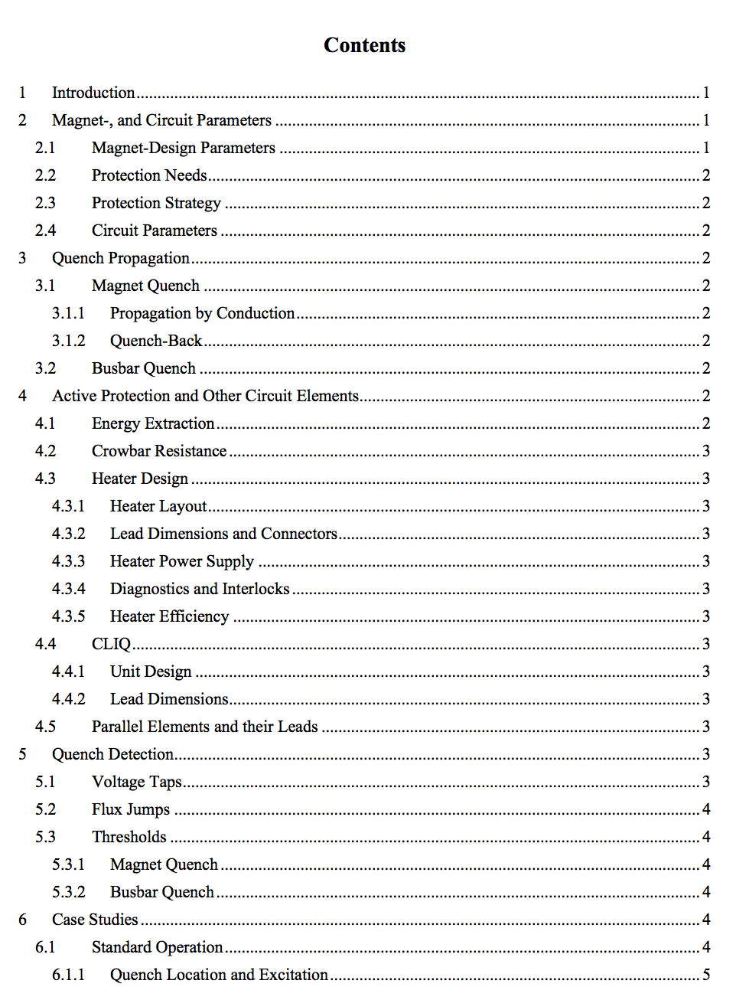 Contents
1 Introduction 1
2 Magnet-, and Circuit Parameters 1
2.1 Magnet-Design Parameters 1
2.2 Protection Needs 2
2.3 Protection Strategy 2
2.4 Circuit Parameters 2
3 Quench Propagation 2
3.1 Magnet Quench 2
3.1.1 Propagation by Conduction 2
3.1.2 Quench-Back 2
3.2 Busbar Quench 2
4 Active Protection and Other Circuit Elements 2
4.1 Energy Extraction 2
4.2 Crowbar Resistance 3
4.3 Heater Design 3
4.3.1 Heater Layout 3
4.3.2 Lead Dimensions and Connectors 3
4.3.3 Heater Power Supply 3
4.3.4 Diagnostics and Interlocks 3
4.3.5 Heater Efficiency 3
4.4 CLIQ 3
4.4.1 Unit Design 3
4.4.2 Lead Dimensions 3
4.5 Parallel Elements and their Leads 3
5 Quench Detection 3
5.1 Voltage Taps 3
5.2 Flux Jumps 4
5.3 Thresholds 4
5.3.1 Magnet Quench 4
5.3.2 Busbar Quench 4
6 Case Studies 4
6.1 Standard Operation 4
6.1.1 Quench Location and Excitation 5